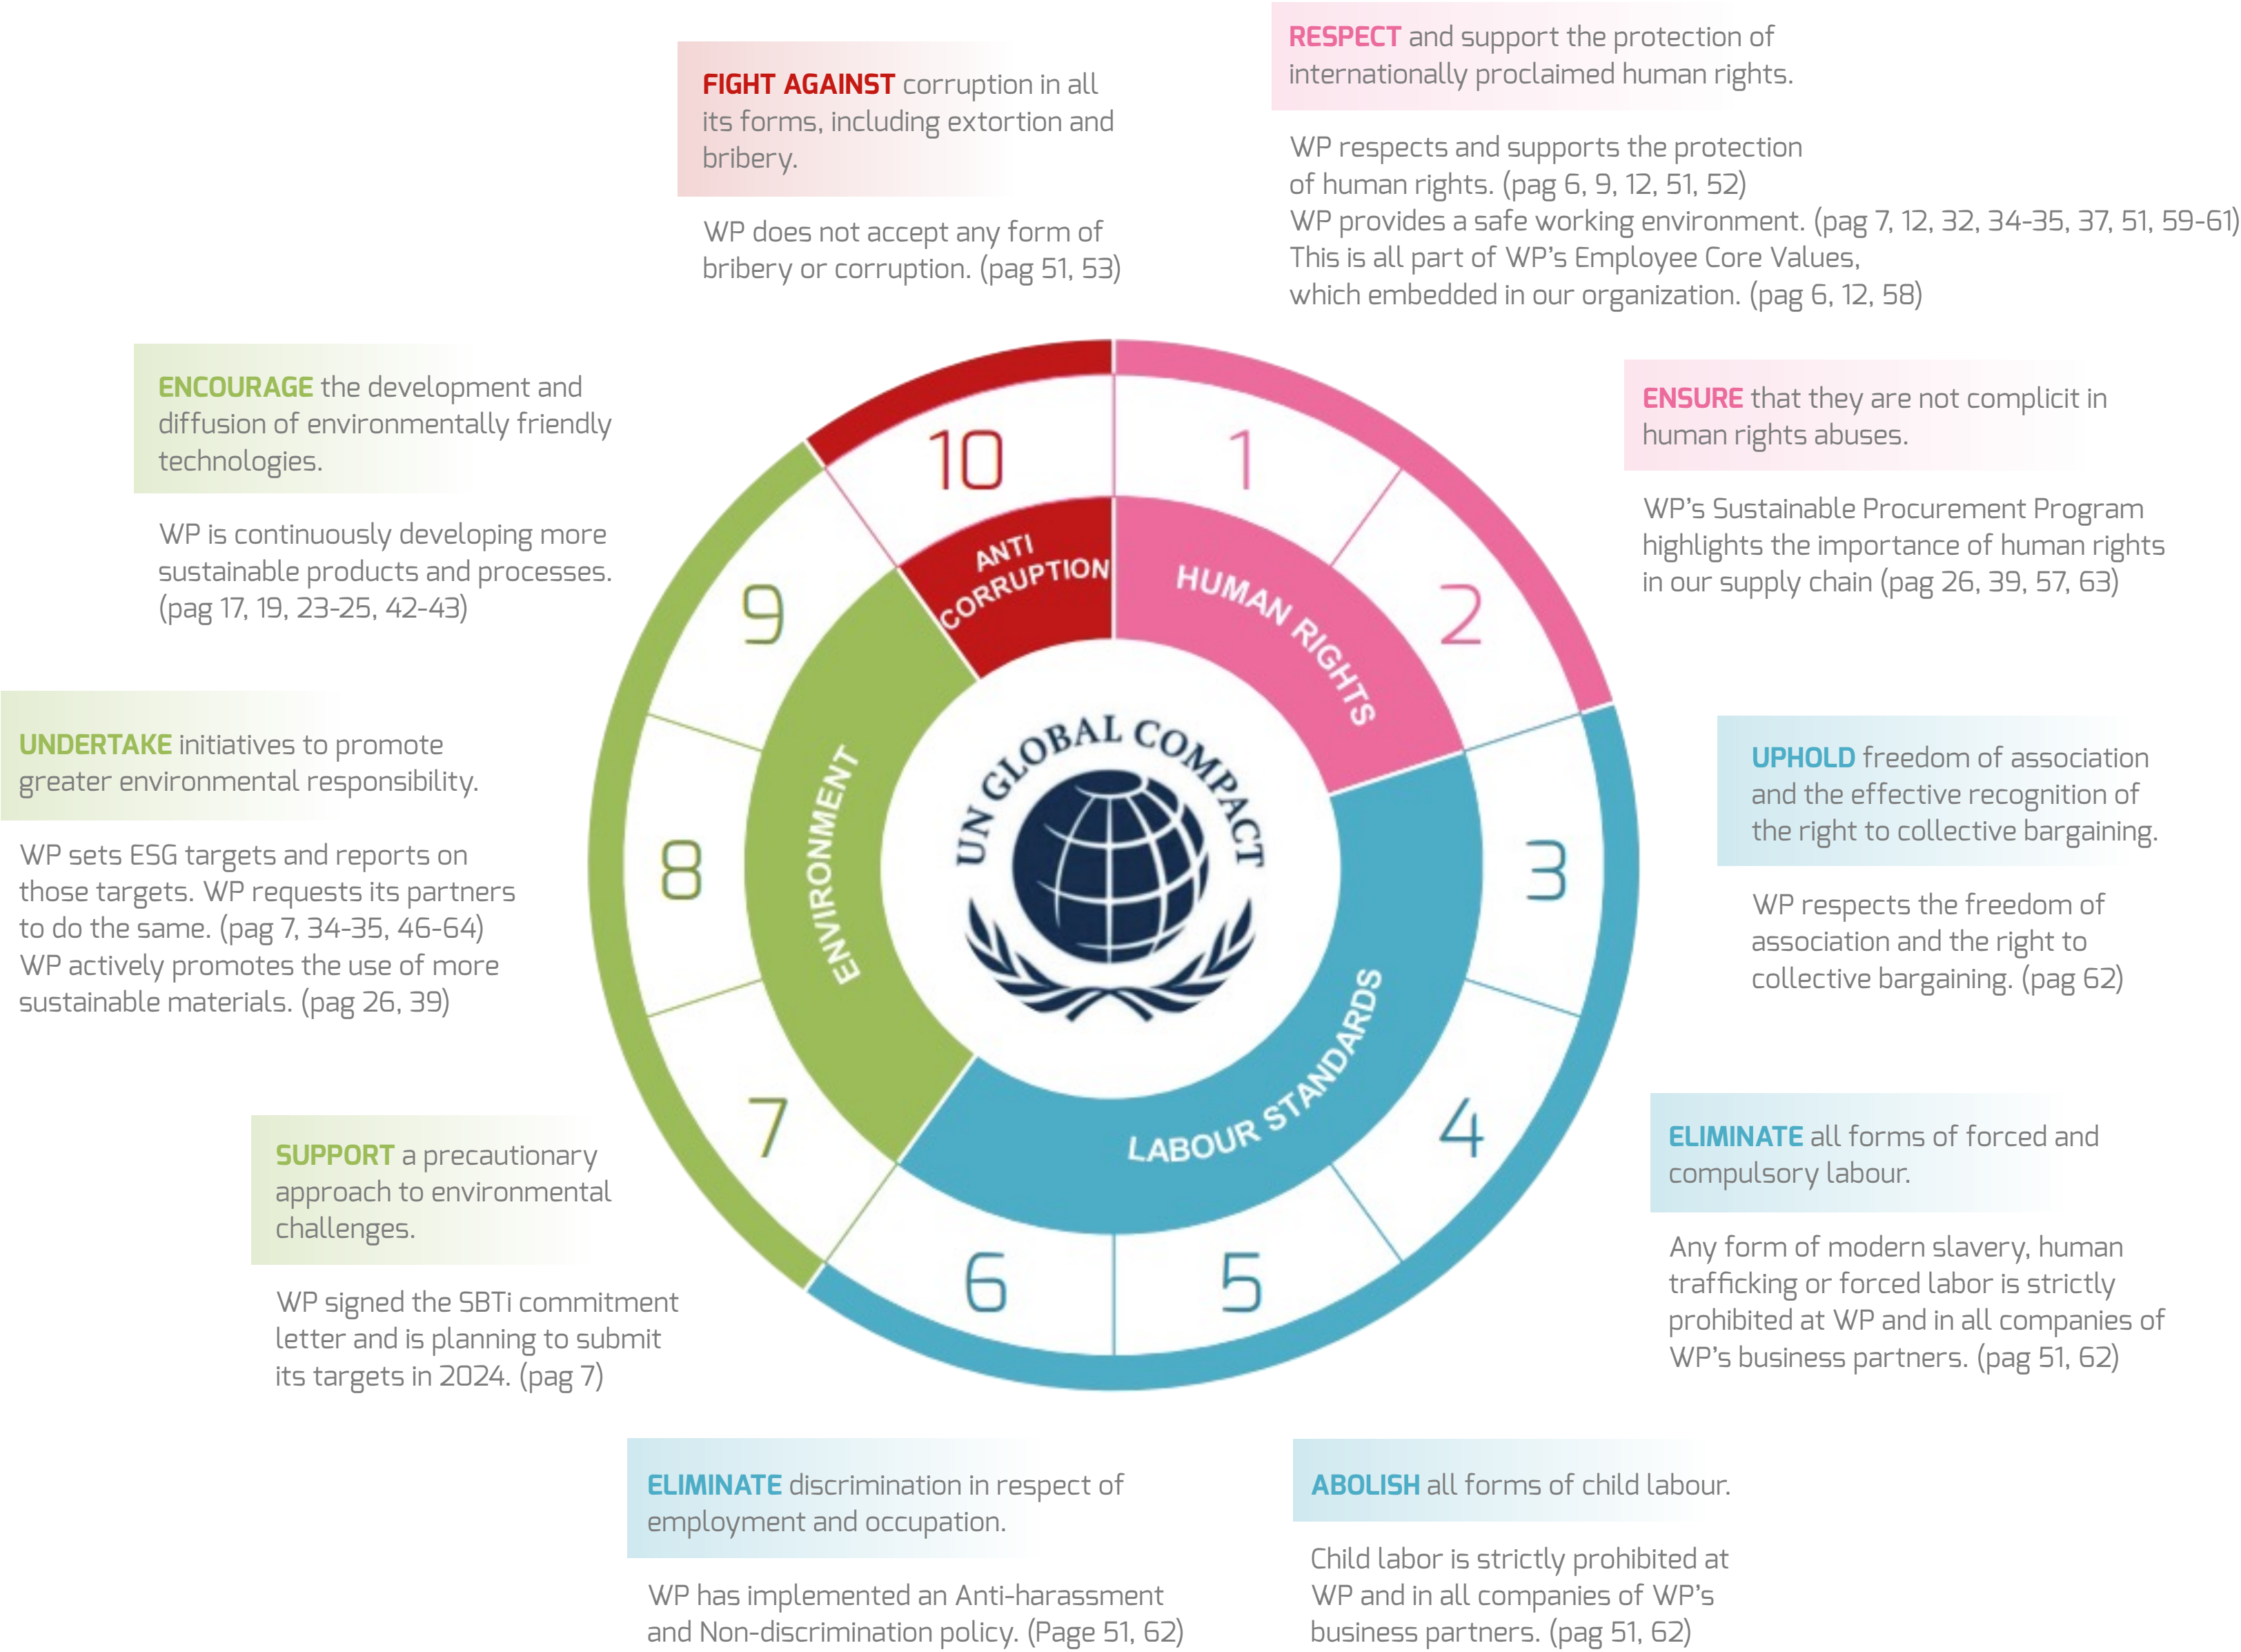 RESPECT and support the protection of
internationally proclaimed human rights.
WP respects and supports the protection
of human rights. (pag 6, 9, 12, 51, 52)
WP provides a safe working environment. (pag 7, 12, 32, 34-35, 37, 51, 59-61)
This is all part of WP's Employee Core Values,
which embedded in our organization. (pag 6, 12, 58)
ENSURE that they are not complicit in
human rights abuses.
WP's Sustainable Procurement Program
highlights the importance of human rights
in our supply chain (pag 26, 39, 57, 63)
UPHOLD freedom of association
and the effective recognition of
the right to collective bargaining.
WP respects the freedom of
association and the right to
collective bargaining. (pag 62)
ELIMINATE all forms of forced and
compulsory labour.
Any form of modern slavery, human
trafficking or forced labor is strictly
prohibited at WP and in all companies of
WP's business partners. (pag 51, 62)
ABOLISH all forms of child labour.
Child labor is strictly prohibited at
WP and in all companies of WP's
business partners. (pag 51, 62)
ELIMINATE discrimination in respect of
employment and occupation.
WP has implemented an Anti-harassment
and Non-discrimination policy. (Page 51, 62)
SUPPORT a precautionary
approach to environmental
challenges.
WP signed the SBTi commitment
letter and is planning to submit
its targets in 2024. (pag 7)
UNDERTAKE initiatives to promote
greater environmental responsibility.
WP sets ESG targets and reports on
those targets. WP requests its partners
to do the same. (pag 7, 34-35, 46-64)
WP actively promotes the use of more
sustainable materials. (pag 26, 39)
ENCOURAGE the development and
diffusion of environmentally friendly
technologies.
WP is continuously developing more
sustainable products and processes.
(pag 17, 19, 23-25, 42-43)
FIGHT AGAINST corruption in all
its forms, including extortion and
bribery.
WP does not accept any form of
bribery or corruption. (pag 51, 53)
1
2
3
4
5
6
7
8
9
10
HUMAN RIGHTS
LABOUR STANDARDS
ENVIRONMENT
ANTI
CORRUPTION
UN GLOBAL COMPACT